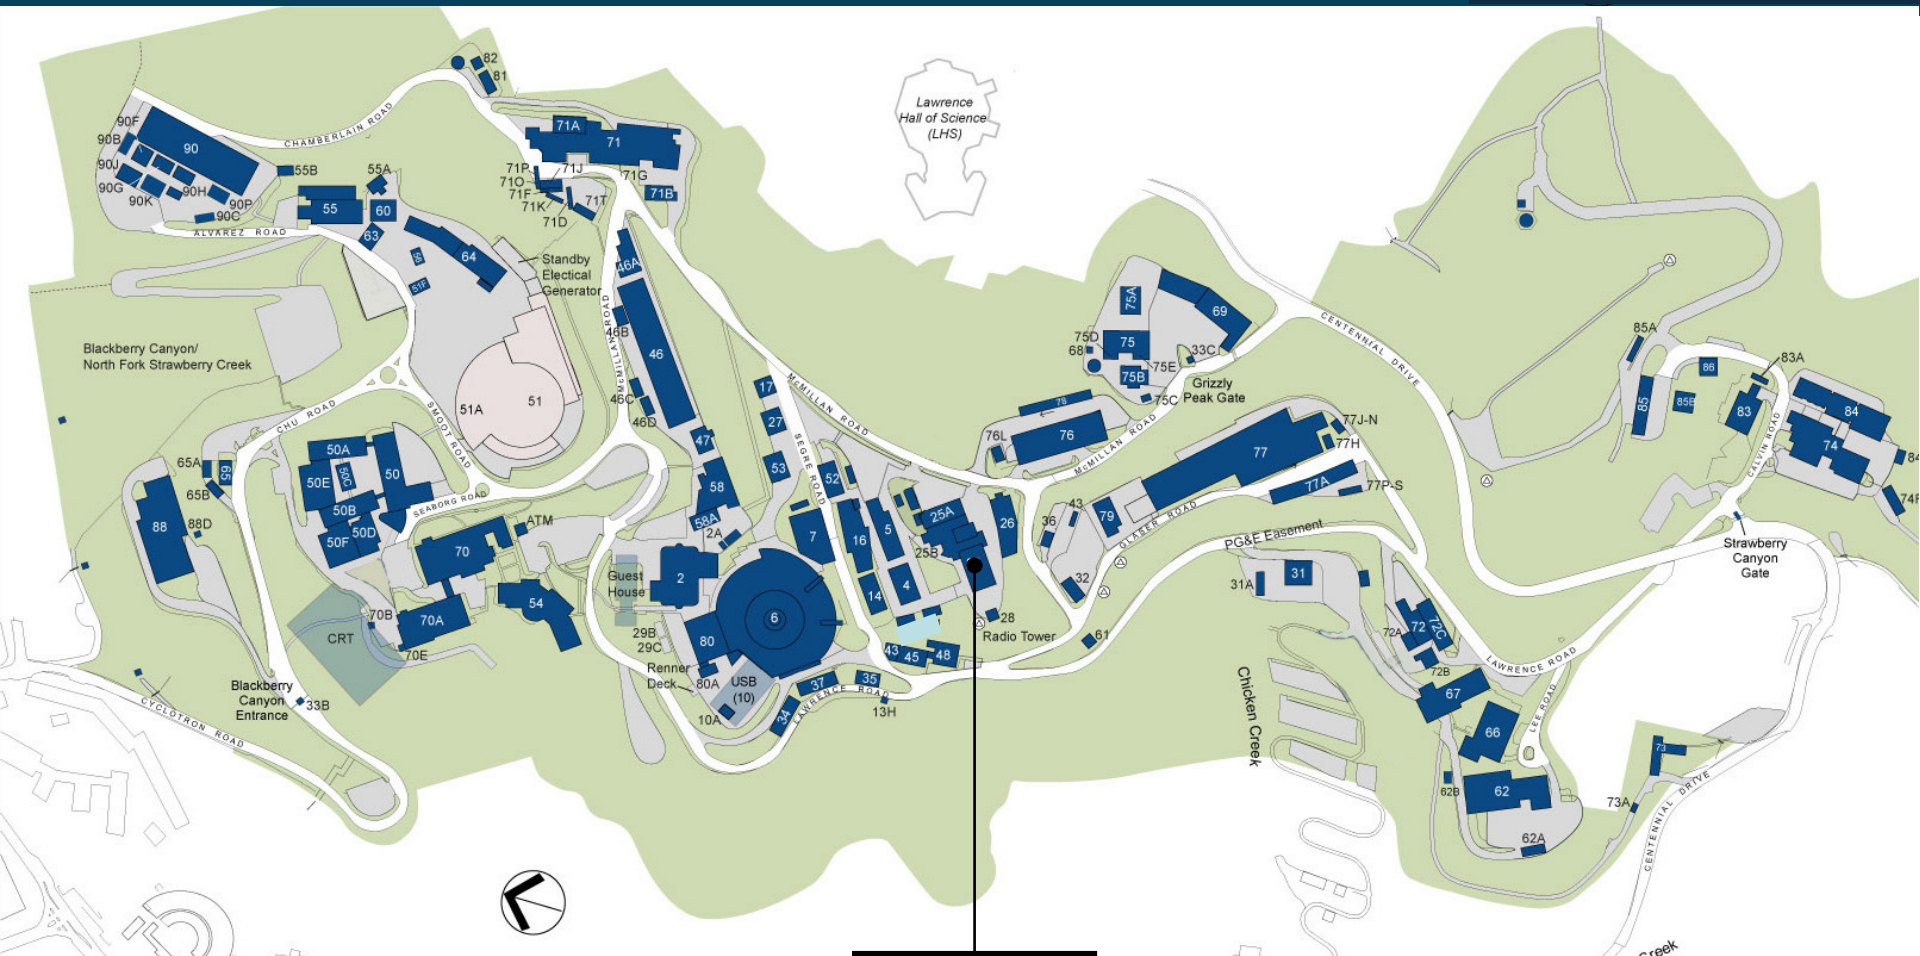 82
81
Lawrence
Hall of Science
(LHS)
CHAMBERLAIN ROAD
90F
90B
90
90J
90G
90H
90K
90P
90C
55B
55A
55
60
63
64
56
51F
ALVAREZ ROAD
71A
71
71P
71J
71O
71G
71F
71B
71K
71T
71D
Standby
Electical
Generator
46A
46B
McMILLAN ROAD
46
46C
46D
47
Blackberry Canyon/
North Fork Strawberry Creek
51A
51
CHU ROAD
SMOOT ROAD
SEABORG ROAD
50A
50
50E
50C
50B
50D
50F
65A
65
65B
88
88D
70
ATM
70A
70B
70E
54
CRT
Blackberry
Canyon
Entrance
33B
CYCLOTRON ROAD
17
27
53
SEGRE ROAD
McMILLAN ROAD
52
58
58A
2A
2
Guest
House
29B
29C
Renner
Deck
80
80A
USB
(10)
10A
6
7
16
5
14
4
25A
25B
26
28
Radio Tower
43
45
48
37
35
34
LAWRENCE ROAD
13H
75A
69
75D
75
68
75E
33C
75B
75C
Grizzly
Peak Gate
78
76
76L
McMILLAN ROAD
CENTENNIAL DRIVE
77J-N
77H
77
77A
77P-S
79
43
36
32
61
GLASER ROAD
PG&E Easement
31A
31
72
72A
72C
72B
67
66
62
62B
62A
LAWRENCE ROAD
LEE ROAD
Chicken Creek
85A
85
85B
86
83A
83
84
74
84
74F
CALVIN ROAD
Strawberry
Canyon
Gate
73
73A
CENTENNIAL DRIVE
Creek